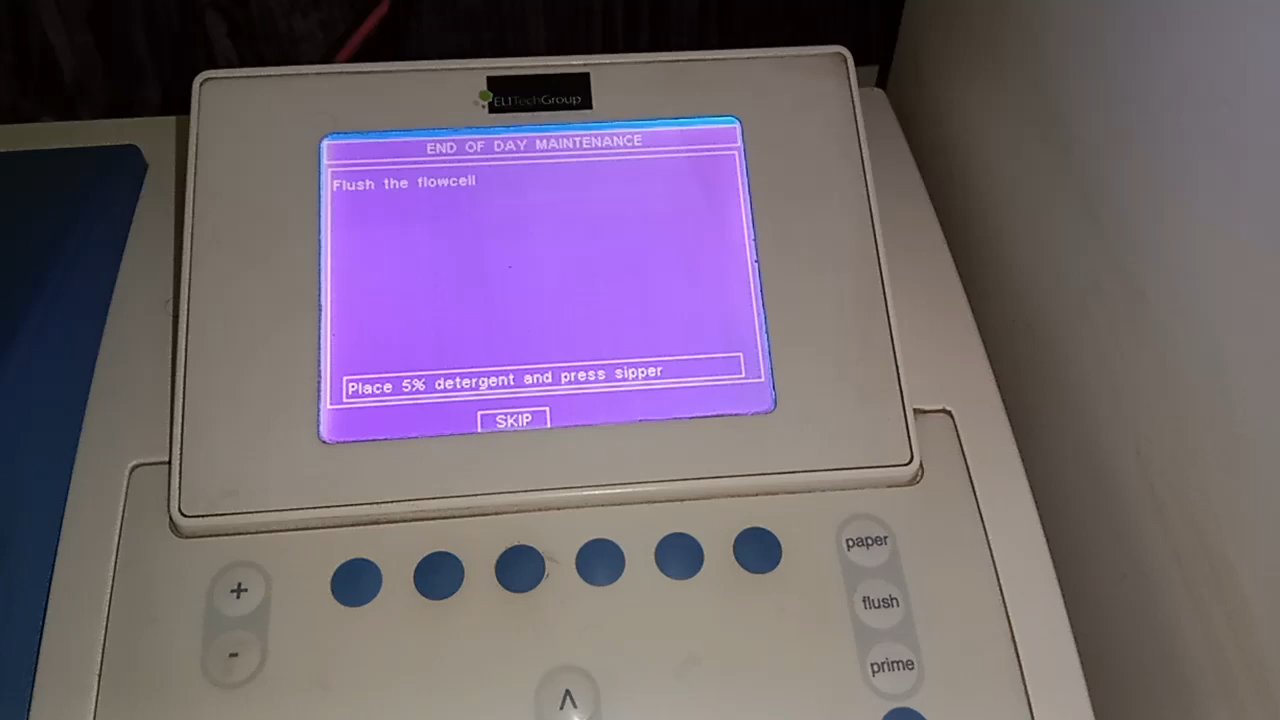 ELITechGroup
END OF DAY MAINTENANCE
Flush the flowcell
Place 5% detergent and press sipper
SKIP
+
-
paper
flush
prime